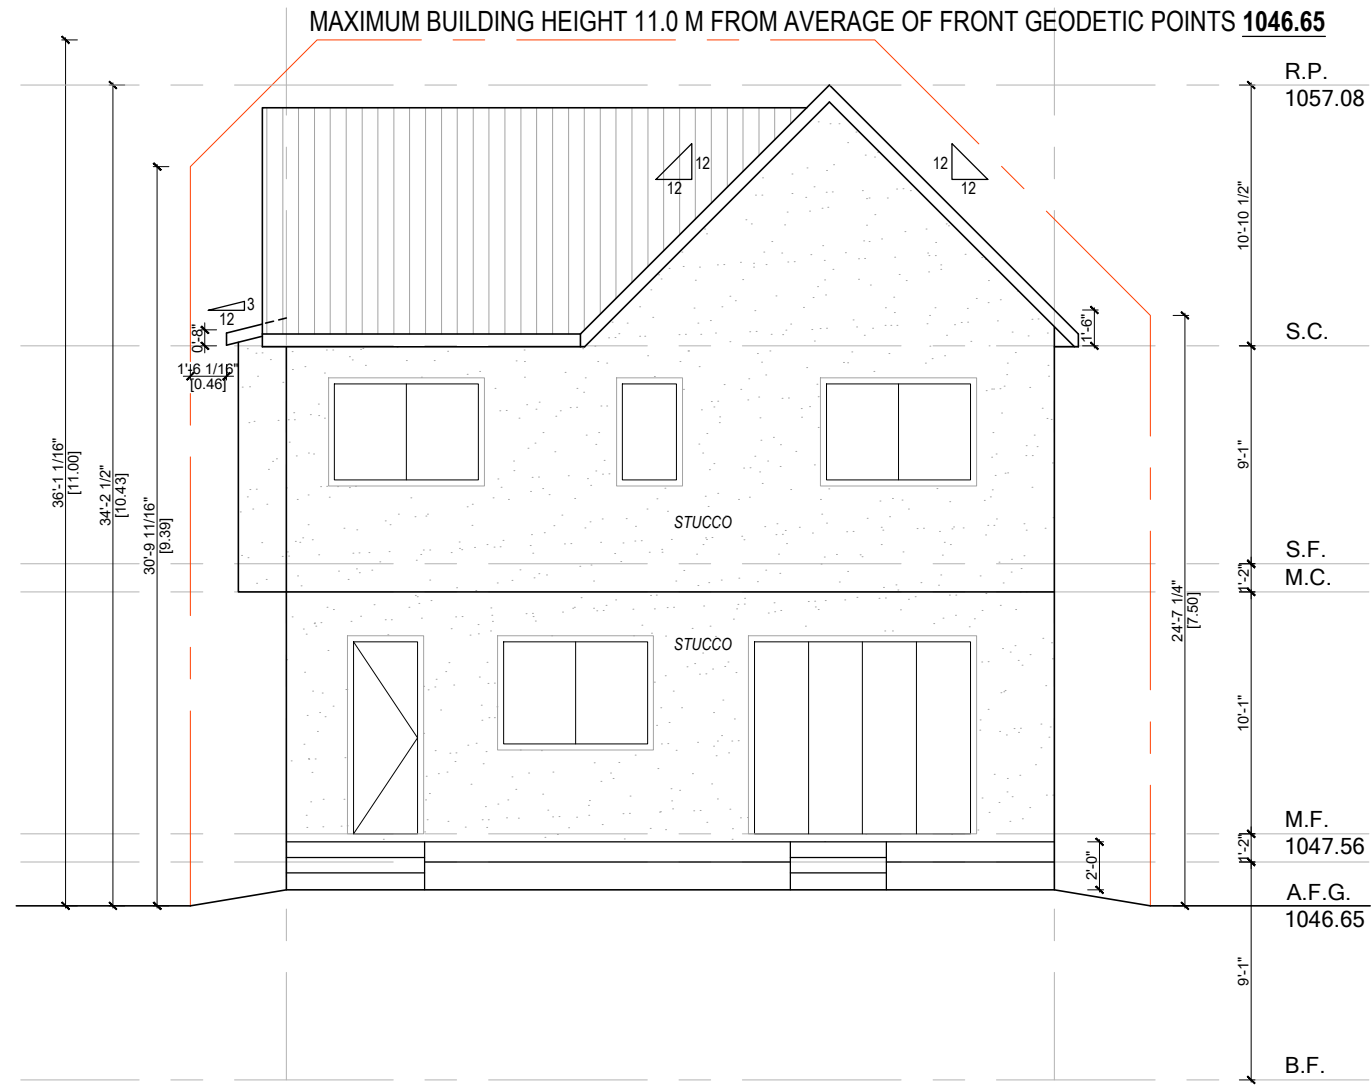 MAXIMUM BUILDING HEIGHT 11.0 M FROM AVERAGE OF FRONT GEODETIC POINTS 1046.65
R.P.
1057.08
12
12
12
12
10'-10 1/2"
3
12
0'-8"
1'-6"
S.C.
1'-6 1/16"
[0.46]
36'-1 1/16"
[11.00]
34'-2 1/2"
[10.43]
30'-9 11/16"
[9.39]
9'-1"
STUCCO
S.F.
1'-2"
M.C.
24'-7 1/4"
[7.50]
STUCCO
10'-1"
M.F.
1047.56
1'-2"
2'-0"
A.F.G.
1046.65
9'-1"
B.F.